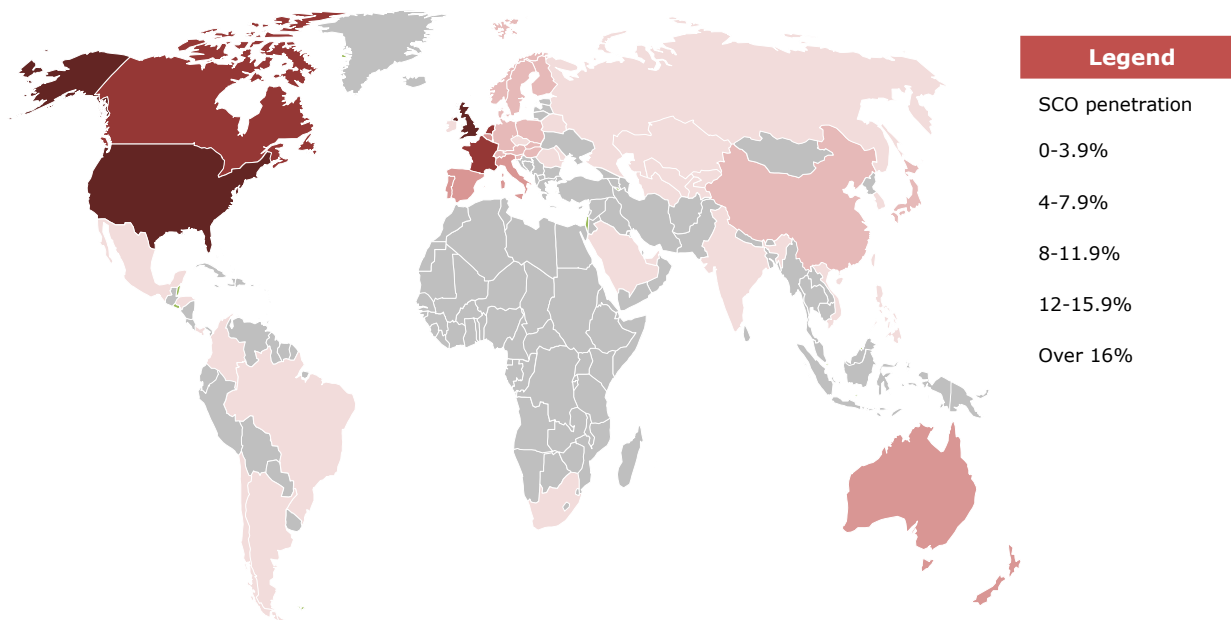 Legend
SCO penetration
0-3.9%
4-7.9%
8-11.9%
12-15.9%
Over 16%